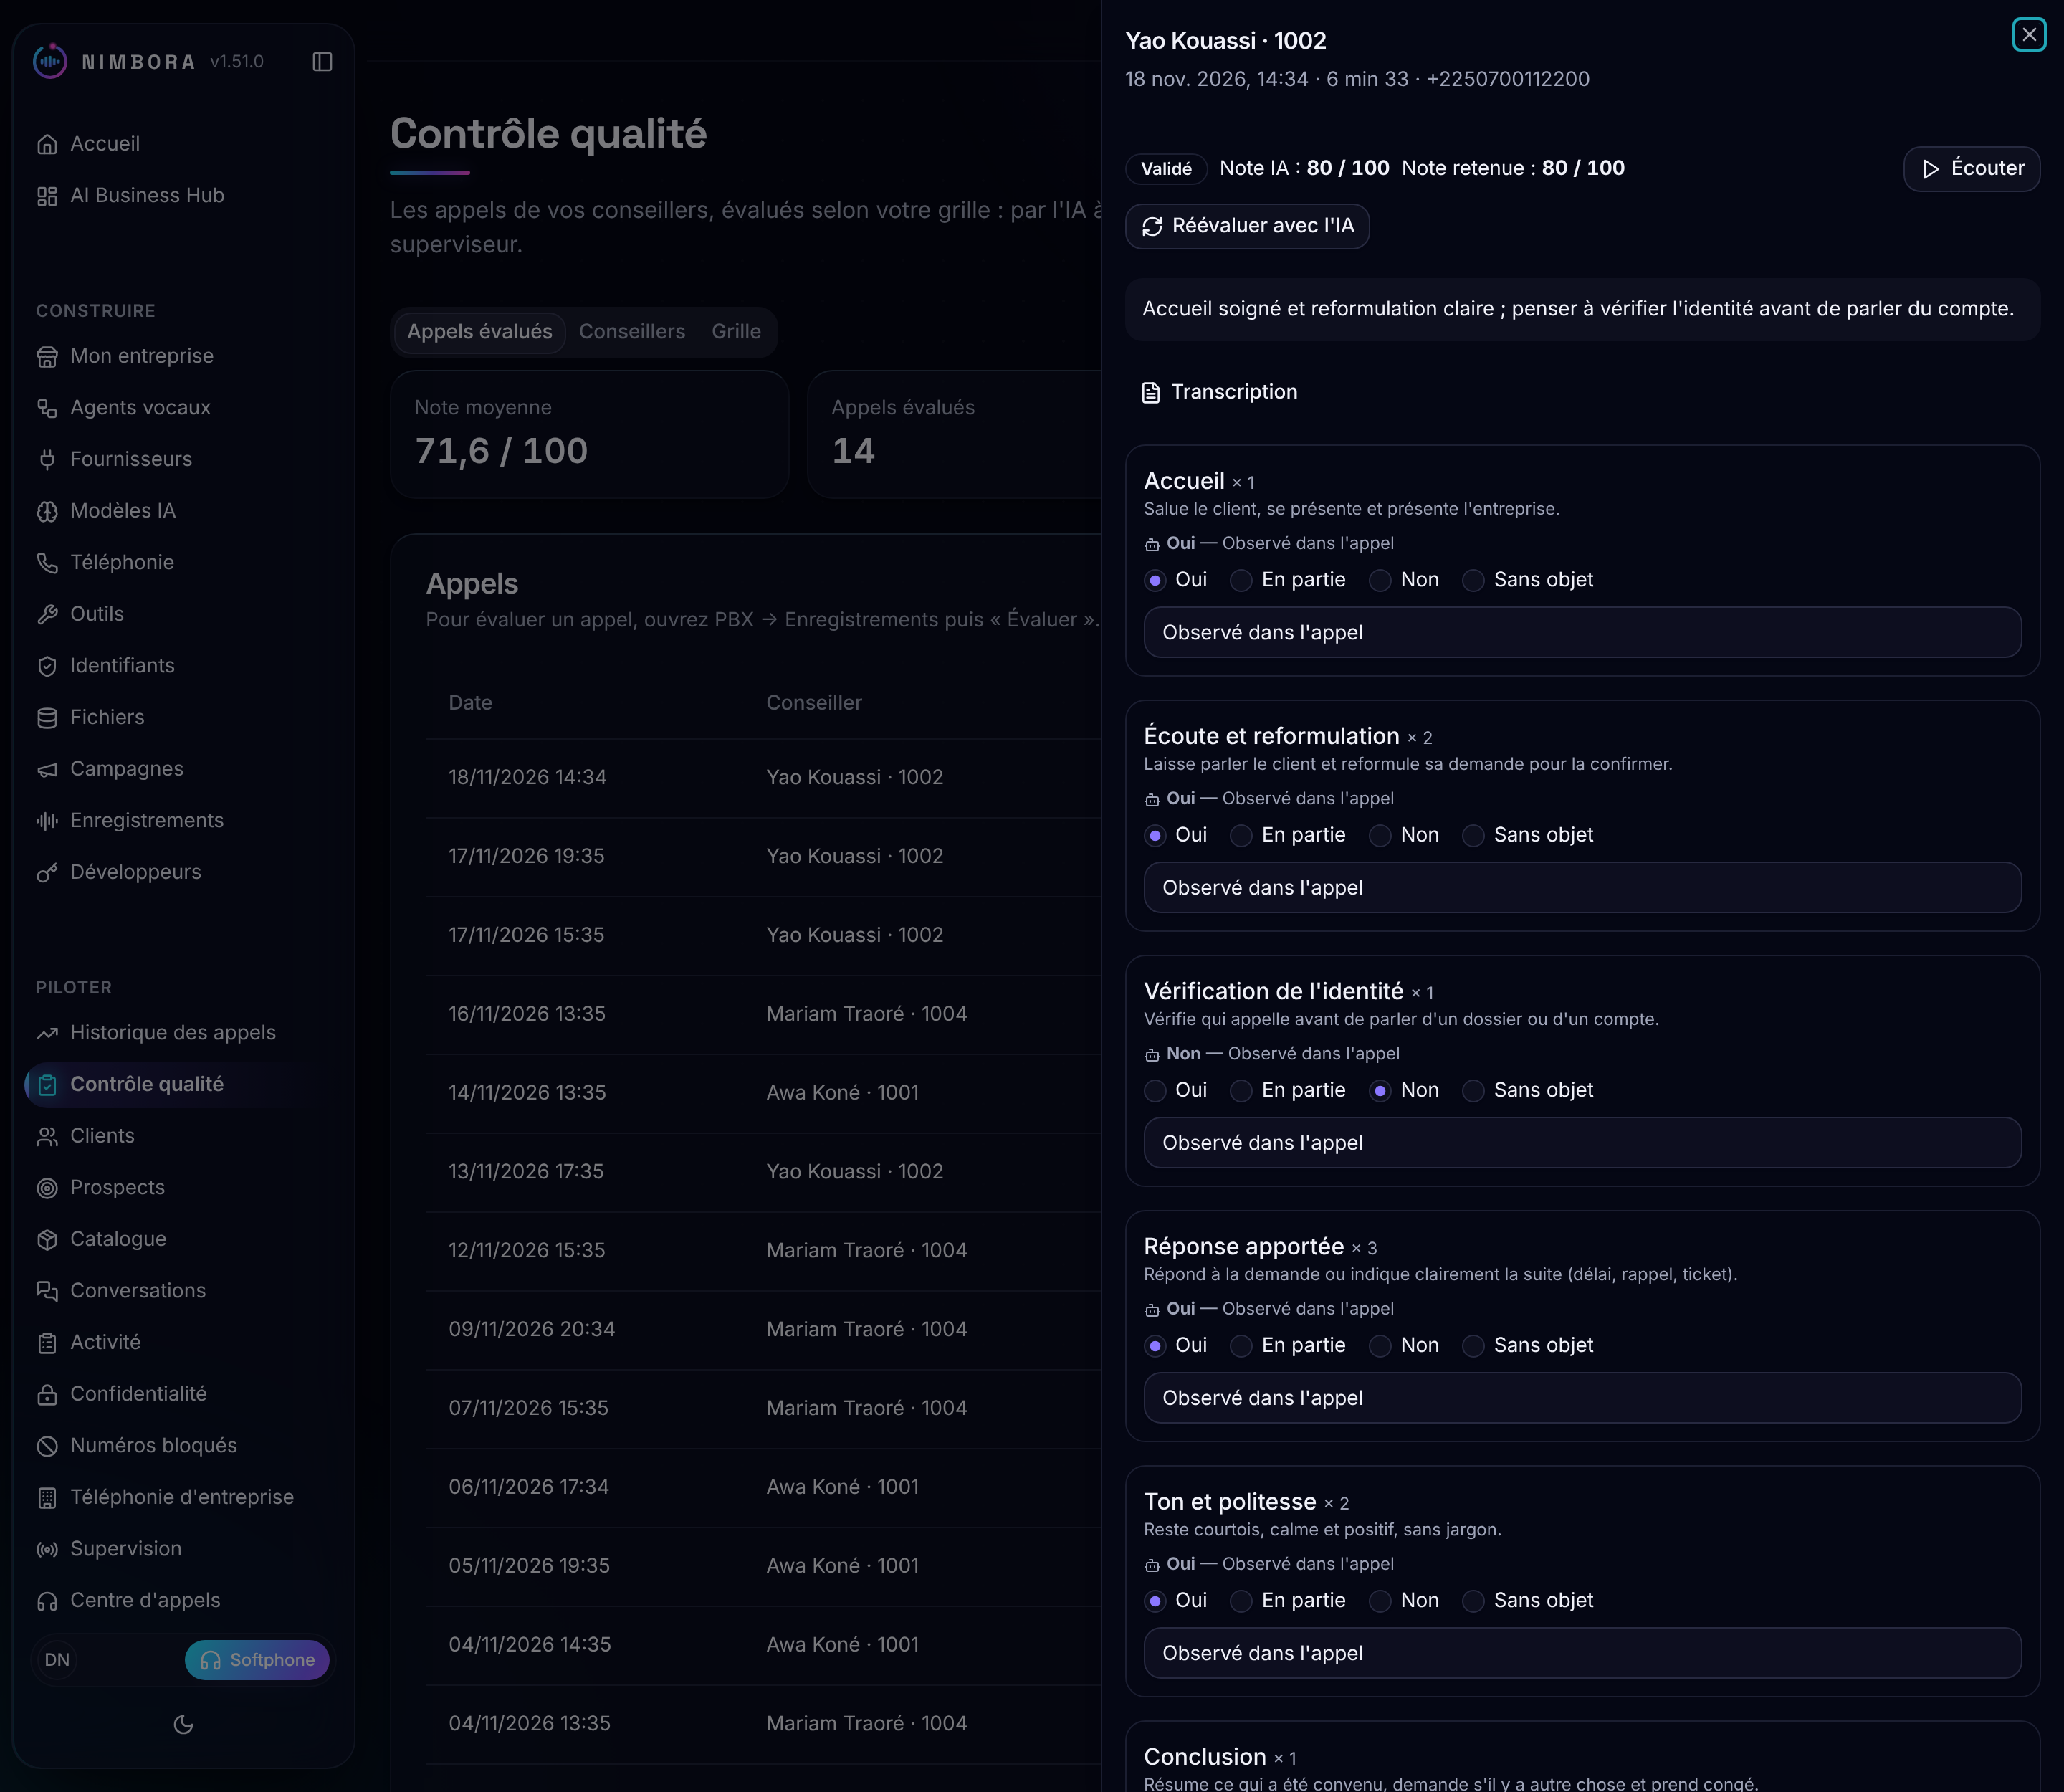 NIMBORA v1.51.0
Accueil
AI Business Hub
CONSTRUIRE
Mon entreprise
Agents vocaux
Fournisseurs
Modèles IA
Téléphonie
Outils
Identifiants
Fichiers
Campagnes
Enregistrements
Développeurs
PILOTER
Historique des appels
Contrôle qualité
Clients
Prospects
Catalogue
Conversations
Activité
Confidentialité
Numéros bloqués
Téléphonie d'entreprise
Supervision
Centre d'appels
DN Softphone
Contrôle qualité
Les appels de vos conseillers, évalués selon votre grille : par l'IA à
superviseur.
Appels évalués Conseillers Grille
Note moyenne
71,6 / 100
Appels évalués
14
Appels
Pour évaluer un appel, ouvrez PBX → Enregistrements puis « Évaluer ».
Date Conseiller
18/11/2026 14:34 Yao Kouassi · 1002
17/11/2026 19:35 Yao Kouassi · 1002
17/11/2026 15:35 Yao Kouassi · 1002
16/11/2026 13:35 Mariam Traoré · 1004
14/11/2026 13:35 Awa Koné · 1001
13/11/2026 17:35 Yao Kouassi · 1002
12/11/2026 15:35 Mariam Traoré · 1004
09/11/2026 20:34 Mariam Traoré · 1004
07/11/2026 15:35 Mariam Traoré · 1004
06/11/2026 17:34 Awa Koné · 1001
05/11/2026 19:35 Awa Koné · 1001
04/11/2026 14:35 Awa Koné · 1001
04/11/2026 13:35 Mariam Traoré · 1004
Yao Kouassi · 1002
18 nov. 2026, 14:34 · 6 min 33 · +2250700112200
Validé Note IA : 80 / 100 Note retenue : 80 / 100 Écouter
Réévaluer avec l'IA
Accueil soigné et reformulation claire ; penser à vérifier l'identité avant de parler du compte.
Transcription
Accueil × 1
Salue le client, se présente et présente l'entreprise.
Oui — Observé dans l'appel
Oui En partie Non Sans objet
Observé dans l'appel
Écoute et reformulation × 2
Laisse parler le client et reformule sa demande pour la confirmer.
Oui — Observé dans l'appel
Oui En partie Non Sans objet
Observé dans l'appel
Vérification de l'identité × 1
Vérifie qui appelle avant de parler d'un dossier ou d'un compte.
Non — Observé dans l'appel
Oui En partie Non Sans objet
Observé dans l'appel
Réponse apportée × 3
Répond à la demande ou indique clairement la suite (délai, rappel, ticket).
Oui — Observé dans l'appel
Oui En partie Non Sans objet
Observé dans l'appel
Ton et politesse × 2
Reste courtois, calme et positif, sans jargon.
Oui — Observé dans l'appel
Oui En partie Non Sans objet
Observé dans l'appel
Conclusion × 1
Résume ce qui a été convenu, demande s'il y a autre chose et prend congé.